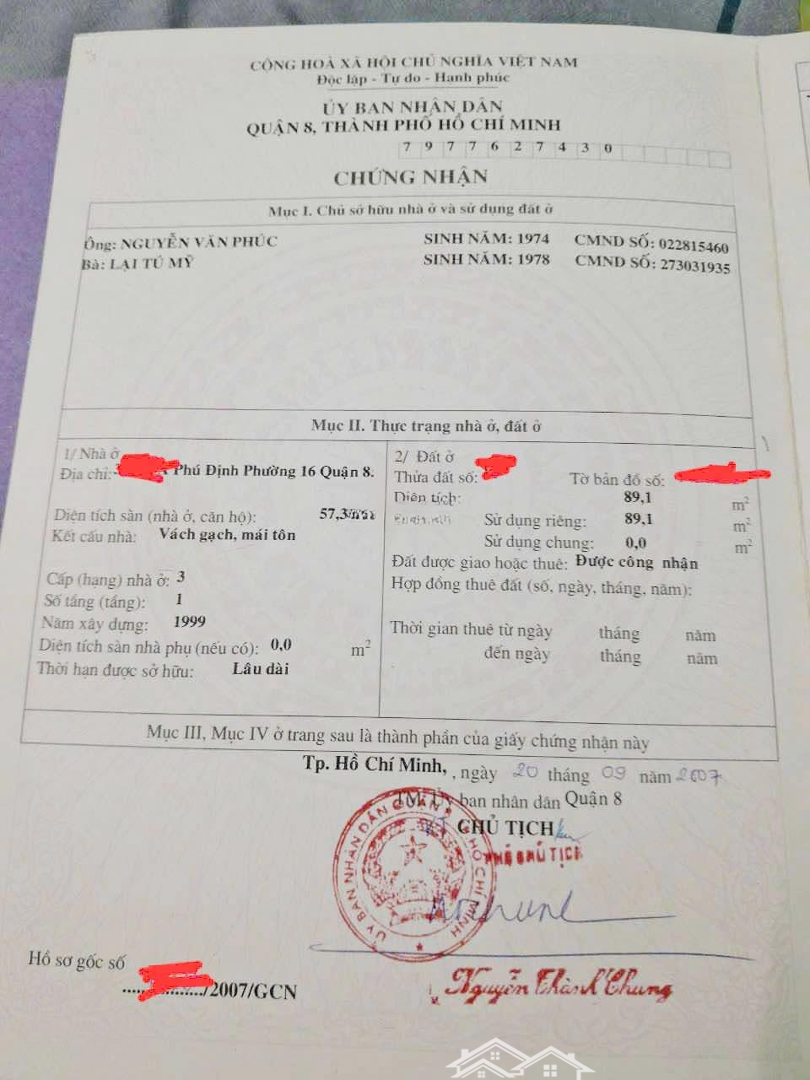 CỘNG HOÀ XÃ HỘI CHỦ NGHĨA VIỆT NAM
Độc lập - Tự do - Hạnh phúc
ỦY BAN NHÂN DÂN
QUẬN 8, THÀNH PHỐ HỒ CHÍ MINH
7 9 7 7 6 2 7 4 3 0
CHỨNG NHẬN
Mục I. Chủ sở hữu nhà ở và sử dụng đất ở
Ông: NGUYỄN VĂN PHÚC SINH NĂM: 1974 CMND SỐ: 022815460
Bà: LẠI TÚ MỸ SINH NĂM: 1978 CMND SỐ: 273031935
Mục II. Thực trạng nhà ở, đất ở
1/ Nhà ở
Địa chỉ: Phú Định Phường 16 Quận 8.
Diện tích sàn (nhà ở, căn hộ): 57,3
Kết cấu nhà: Vách gạch, mái tôn
Cấp (hạng) nhà ở: 3
Số tầng (tầng): 1
Năm xây dựng: 1999
Diện tích sàn nhà phụ (nếu có): 0,0 m²
Thời hạn được sở hữu: Lâu dài
2/ Đất ở
Thửa đất số: Tờ bản đồ số:
Diện tích: 89,1 m²
Sử dụng riêng: 89,1 m²
Sử dụng chung: 0,0 m²
Đất được giao hoặc thuê: Được công nhận
Hợp đồng thuê đất (số, ngày, tháng, năm):
Thời gian thuê từ ngày tháng năm
đến ngày tháng năm
Mục III, Mục IV ở trang sau là thành phần của giấy chứng nhận này
Tp. Hồ Chí Minh, , ngày 20 tháng 09 năm 2007
TM. Ủy ban nhân dân Quận 8
KT CHỦ TỊCH
PHÓ CHỦ TỊCH
ỦY BAN NHÂN DÂN QUẬN HỒ CHÍ MINH
Nguyễn Thành Chung
Hồ sơ gốc số
/2007/GCN